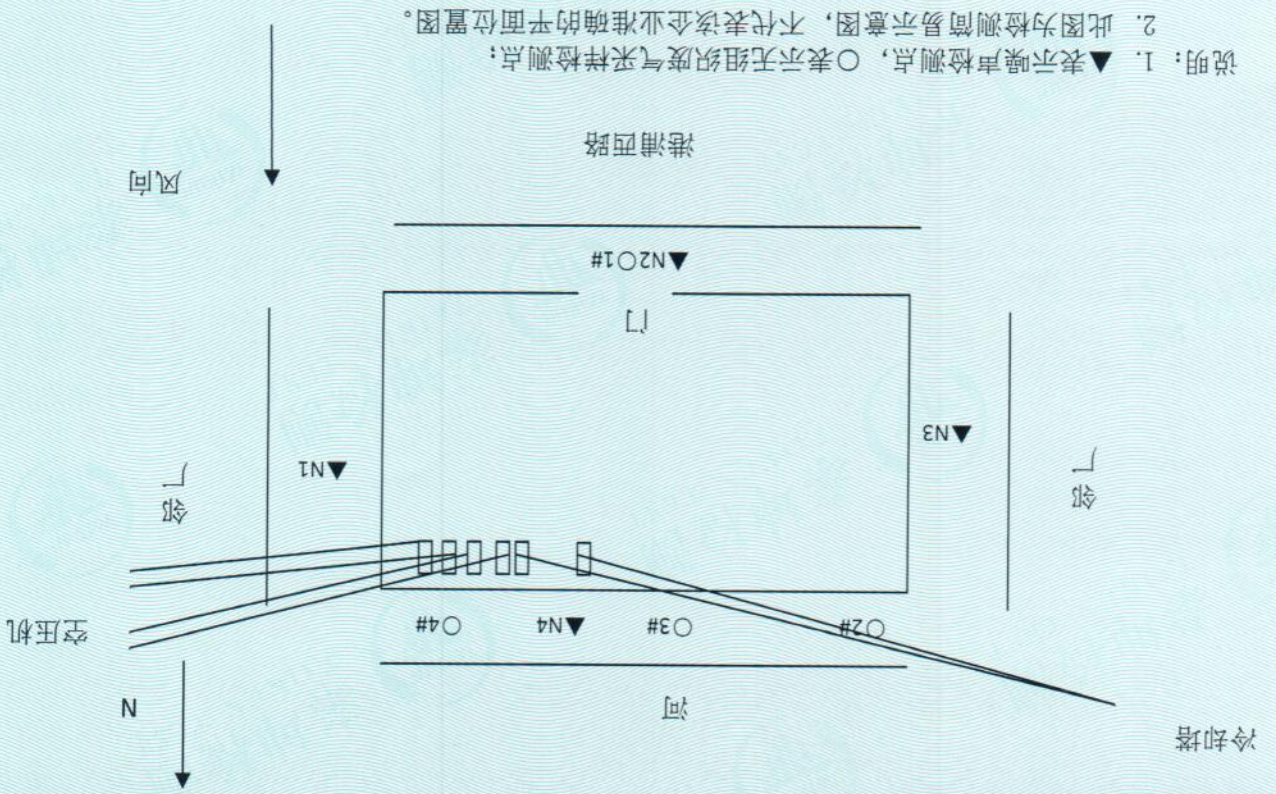 冷却塔
N
河
空压机
○2#
○3#
▲N4
○4#
邻厂
▲N3
▲N1
邻厂
门
▲N2○1#
风向
港浦西路
说明：1. ▲表示噪声检测点，○表示无组织废气采样检测点；
2. 此图为检测简易示意图，不代表该企业准确的平面位置图。